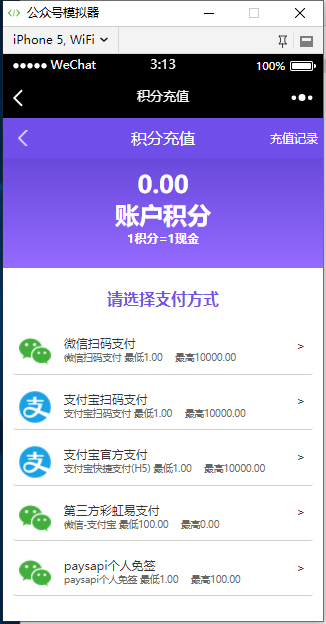 公众号模拟器
iPhone 5, WiFi
WeChat 3:13 100%
积分充值
积分充值 充值记录
0.00
账户积分
1积分=1现金
请选择支付方式
微信扫码支付
微信扫码支付 最低1.00 最高10000.00
>
支付宝扫码支付
支付宝扫码支付 最低1.00 最高10000.00
>
支付宝官方支付
支付宝快捷支付(H5) 最低1.00 最高10000.00
>
第三方彩虹易支付
微信-支付宝 最低100.00 最高0.00
>
paysapi个人免签
paysapi个人免签 最低1.00 最高100.00
>